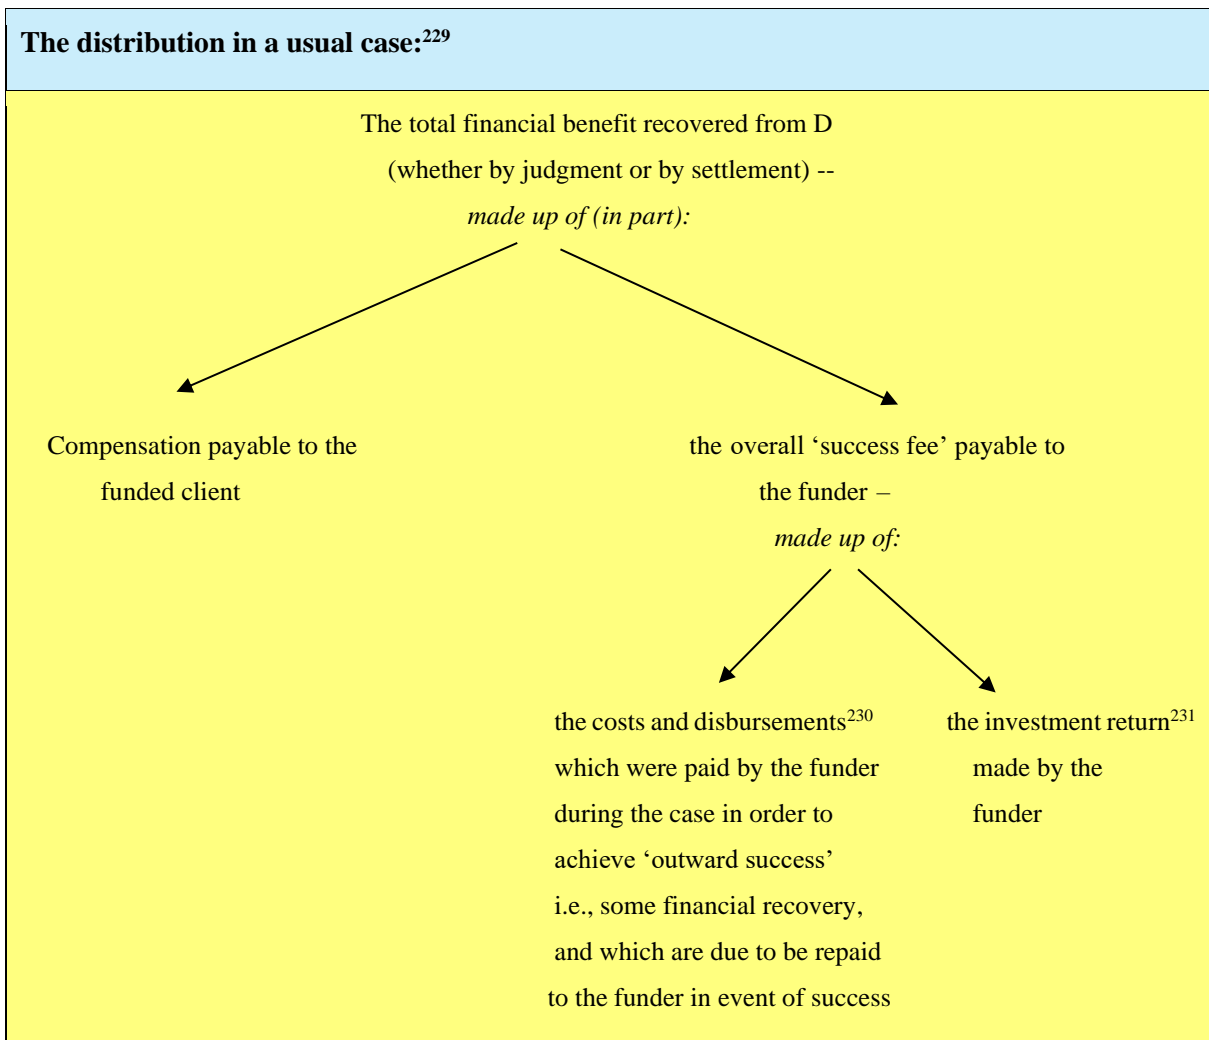 The distribution in a usual case:229
The total financial benefit recovered from D
(whether by judgment or by settlement) --
made up of (in part):
Compensation payable to the
funded client
the overall ‘success fee’ payable to
the funder –
made up of:
the costs and disbursements230
which were paid by the funder
during the case in order to
achieve ‘outward success’
i.e., some financial recovery,
and which are due to be repaid
to the funder in event of success
the investment return231
made by the
funder